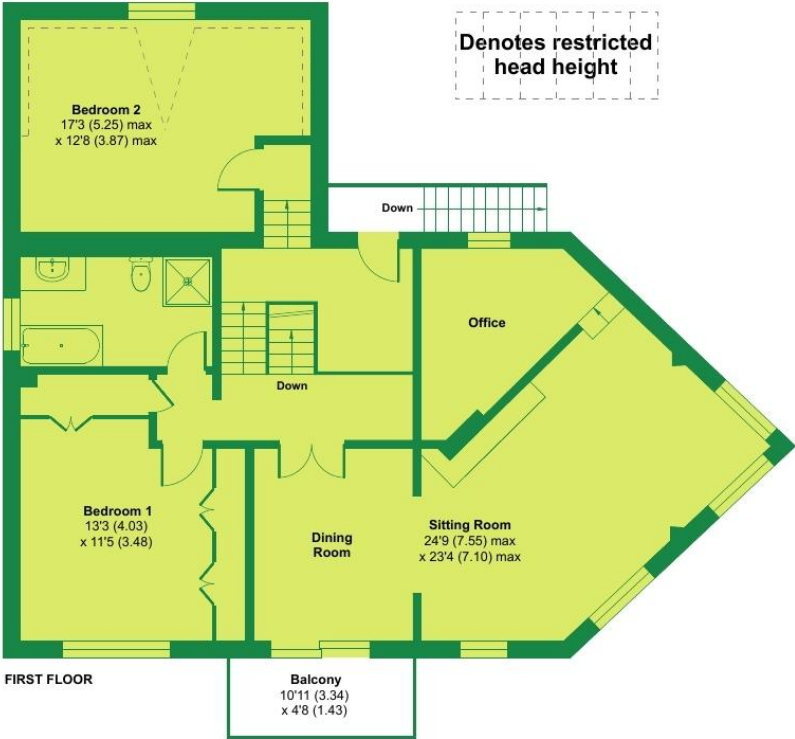 Denotes restricted
head height
Bedroom 2
17'3 (5.25) max
x 12'8 (3.87) max
Down
Office
Down
Bedroom 1
13'3 (4.03)
x 11'5 (3.48)
Dining
Room
Sitting Room
24'9 (7.55) max
x 23'4 (7.10) max
FIRST FLOOR
Balcony
10'11 (3.34)
x 4'8 (1.43)